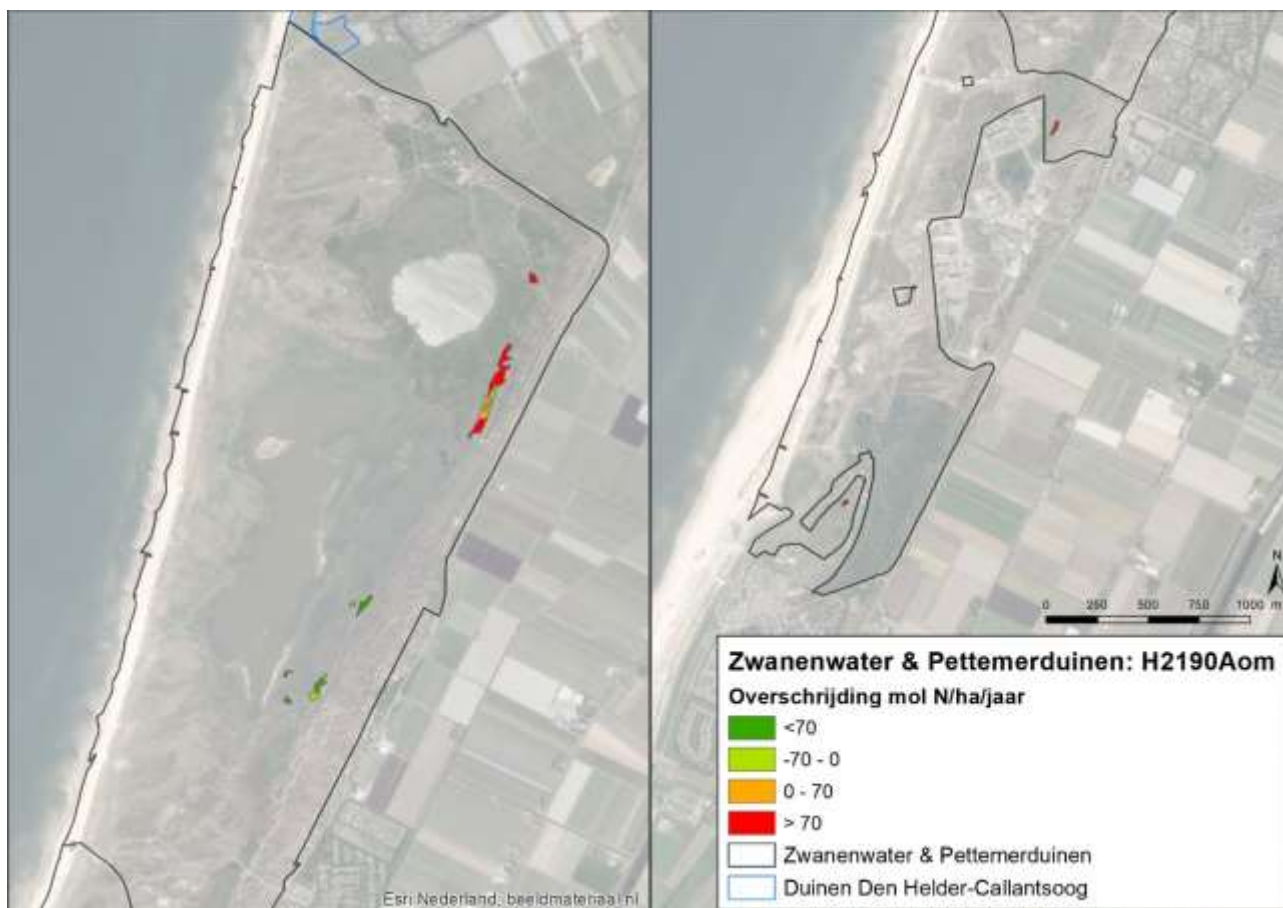 N
0 250 500 750 1000 m
Zwanenwater & Pettemerduinen: H2190Aom
Overschrijding mol N/ha/jaar
<70
-70 - 0
0 - 70
> 70
Zwanenwater & Pettemerduinen
Duinen Den Helder-Callantsoog
Esri Nederland, beeldmateriaal.nl